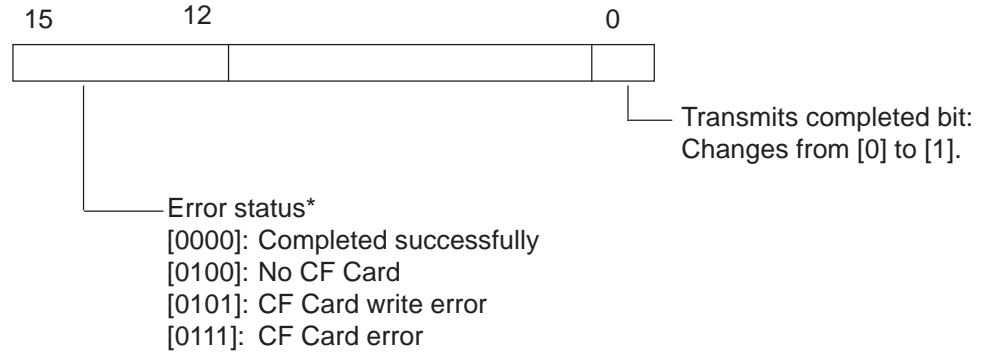 15 12 0
Transmits completed bit:
Changes from [0] to [1].
Error status*
[0000]: Completed successfully
[0100]: No CF Card
[0101]: CF Card write error
[0111]: CF Card error